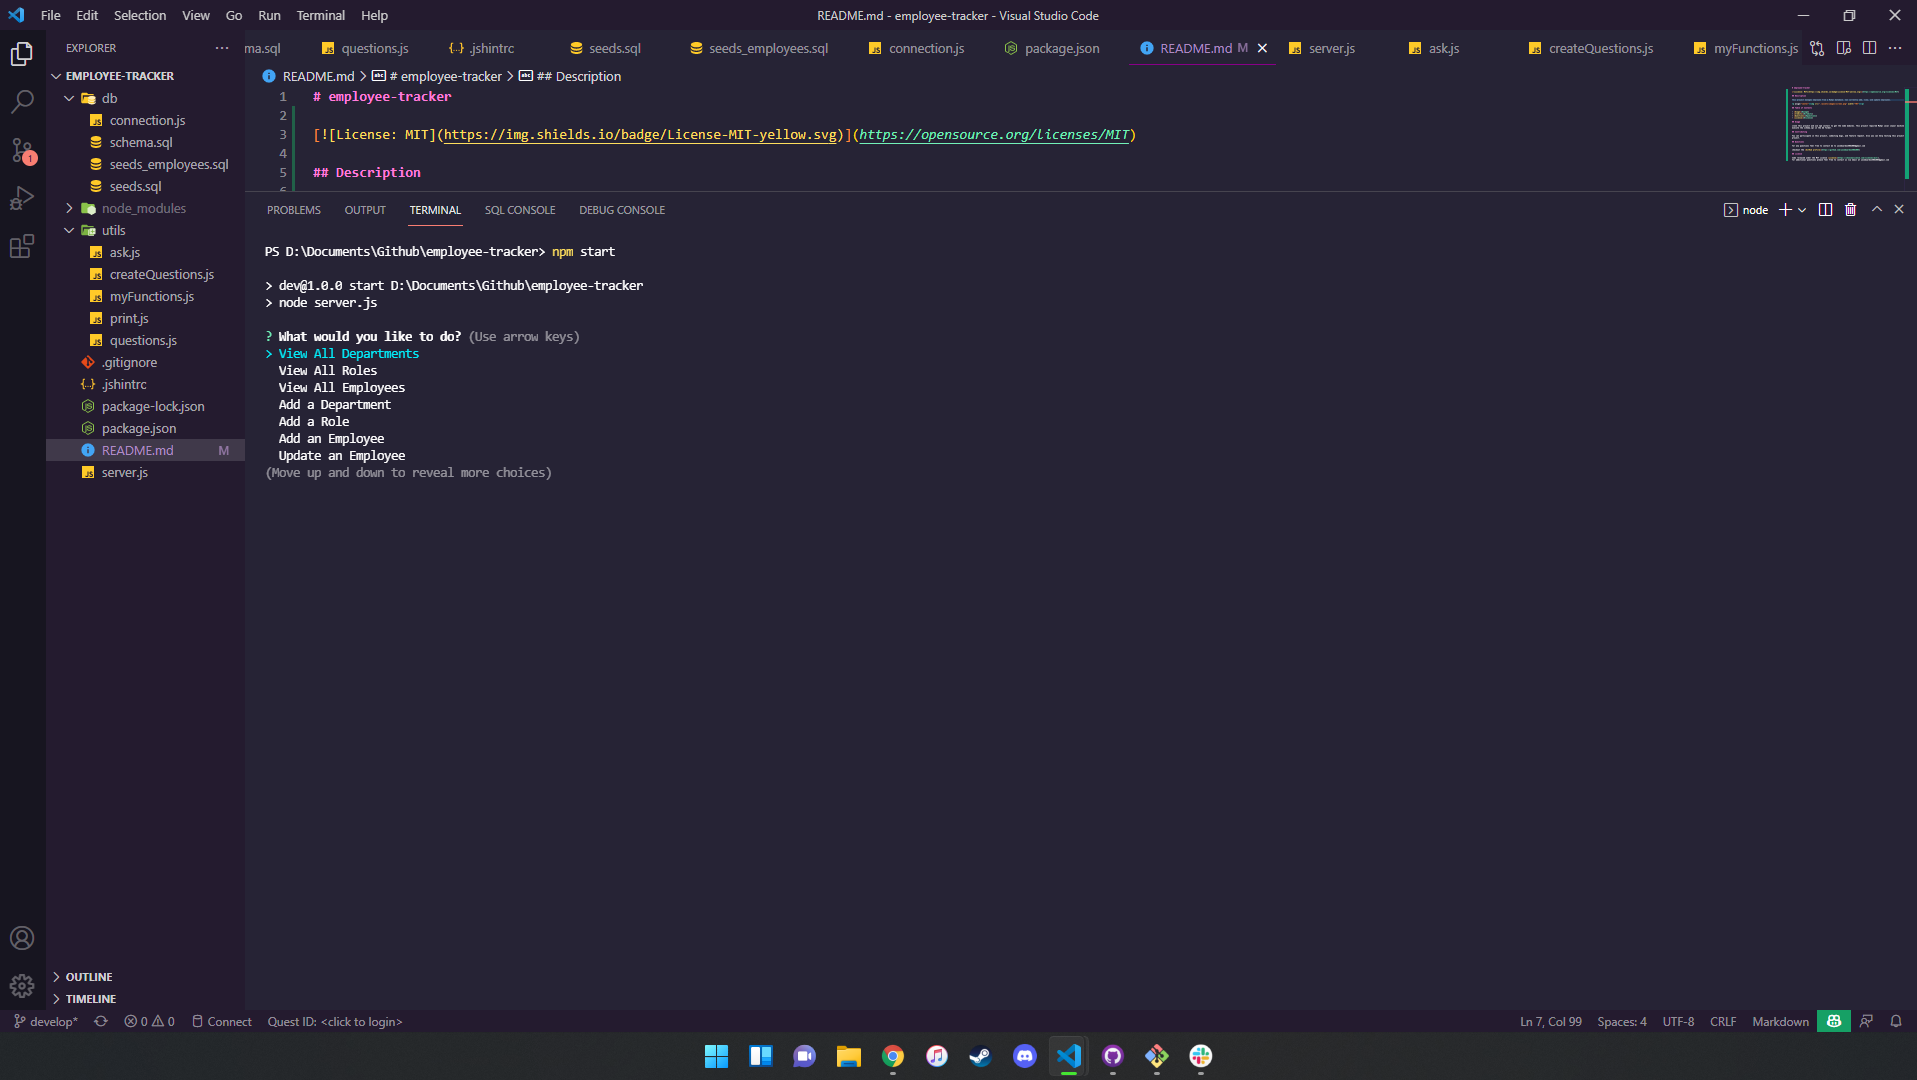 File Edit Selection View Go Run Terminal Help
README.md - employee-tracker - Visual Studio Code
EXPLORER
ma.sql questions.js .jshintrc seeds.sql seeds_employees.sql connection.js package.json README.md M server.js ask.js createQuestions.js myFunctions.js
EMPLOYEE-TRACKER
db
connection.js
schema.sql
seeds_employees.sql
seeds.sql
node_modules
utils
ask.js
createQuestions.js
myFunctions.js
print.js
questions.js
.gitignore
.jshintrc
package-lock.json
package.json
README.md M
server.js
OUTLINE
TIMELINE
README.md > # employee-tracker > ## Description
1 # employee-tracker
2
3 [![License: MIT](https://img.shields.io/badge/License-MIT-yellow.svg)](https://opensource.org/licenses/MIT)
4
5 ## Description
6
PROBLEMS OUTPUT TERMINAL SQL CONSOLE DEBUG CONSOLE
node
PS D:\Documents\Github\employee-tracker> npm start
> dev@1.0.0 start D:\Documents\Github\employee-tracker
> node server.js
? What would you like to do? (Use arrow keys)
> View All Departments
View All Roles
View All Employees
Add a Department
Add a Role
Add an Employee
Update an Employee
(Move up and down to reveal more choices)
1
develop* 0 0 Connect Quest ID: <click to login>
Ln 7, Col 99 Spaces: 4 UTF-8 CRLF Markdown